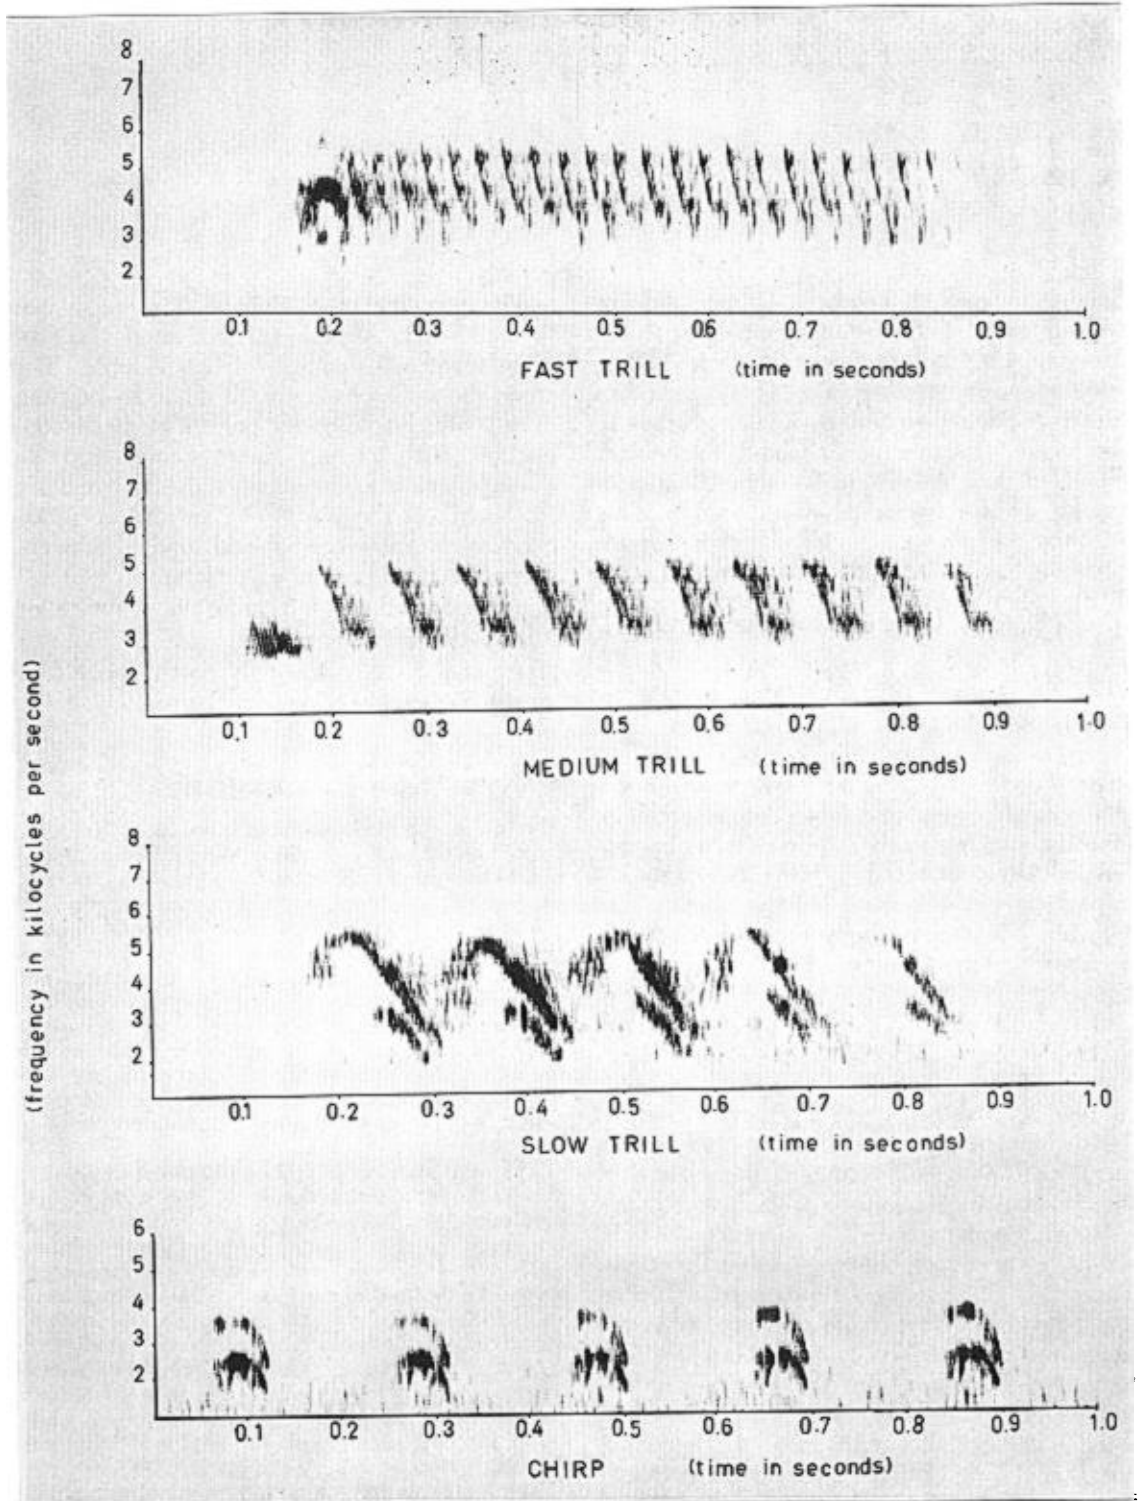 (frequency in kilocycles per second)
8
7
6
5
4
3
2
0.1 0.2 0.3 0.4 0.5 0.6 0.7 0.8 0.9 1.0
FAST TRILL (time in seconds)
8
7
6
5
4
3
2
0.1 0.2 0.3 0.4 0.5 0.6 0.7 0.8 0.9 1.0
MEDIUM TRILL (time in seconds)
8
7
6
5
4
3
2
0.1 0.2 0.3 0.4 0.5 0.6 0.7 0.8 0.9 1.0
SLOW TRILL (time in seconds)
6
5
4
3
2
0.1 0.2 0.3 0.4 0.5 0.6 0.7 0.8 0.9 1.0
CHIRP (time in seconds)